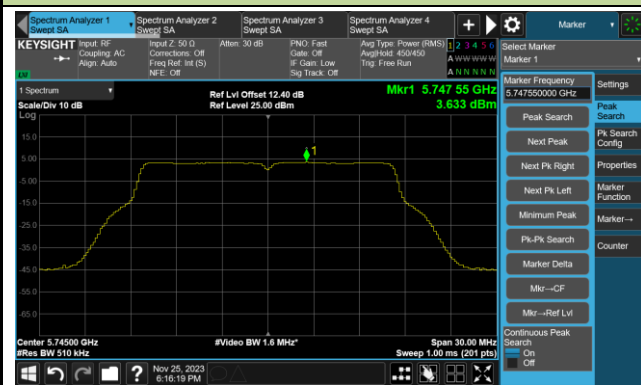 Spectrum Analyzer 1
Swept SA
Spectrum Analyzer 2
Swept SA
Spectrum Analyzer 3
Swept SA
Spectrum Analyzer 4
Swept SA
Marker
KEYSIGHT
Input: RF
Coupling: AC
Align: Auto
Input Z: 50 Ω
Corrections: Off
Freq Ref: Int (S)
NFE: Off
Atten: 30 dB
PNO: Fast
Gate: Off
IF Gain: Low
Sig Track: Off
Avg Type: Power (RMS)
Avg|Hold: 450/450
Trig: Free Run
1 2 3 4 5 6
A W W W W W
A N N N N N
Select Marker
Marker 1
1 Spectrum
Scale/Div 10 dB
Log
Ref Lvl Offset 12.40 dB
Ref Level 25.00 dBm
Mkr1 5.747 55 GHz
3.633 dBm
15.0
5.00
-5.00
-15.0
-25.0
-35.0
-45.0
-55.0
-65.0
1
Center 5.74500 GHz
#Res BW 510 kHz
#Video BW 1.6 MHz*
Span 30.00 MHz
Sweep 1.00 ms (201 pts)
Marker Frequency
5.747550000 GHz
Peak Search
Next Peak
Next Pk Right
Next Pk Left
Minimum Peak
Pk-Pk Search
Marker Delta
Mkr→CF
Mkr→Ref Lvl
Continuous Peak
Search
On
Off
Settings
Peak
Search
Pk Search
Config
Properties
Marker
Function
Marker→
Counter
?
Nov 25, 2023
6:16:19 PM